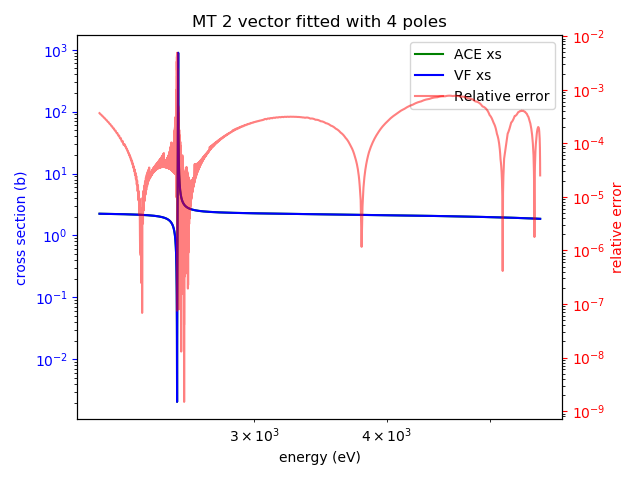 MT 2 vector fitted with 4 poles
ACE xs
VF xs
Relative error
10³
10²
10¹
10⁰
10⁻¹
10⁻²
cross section (b)
10⁻²
10⁻³
10⁻⁴
10⁻⁵
10⁻⁶
10⁻⁷
10⁻⁸
10⁻⁹
relative error
3 × 10³
4 × 10³
energy (eV)